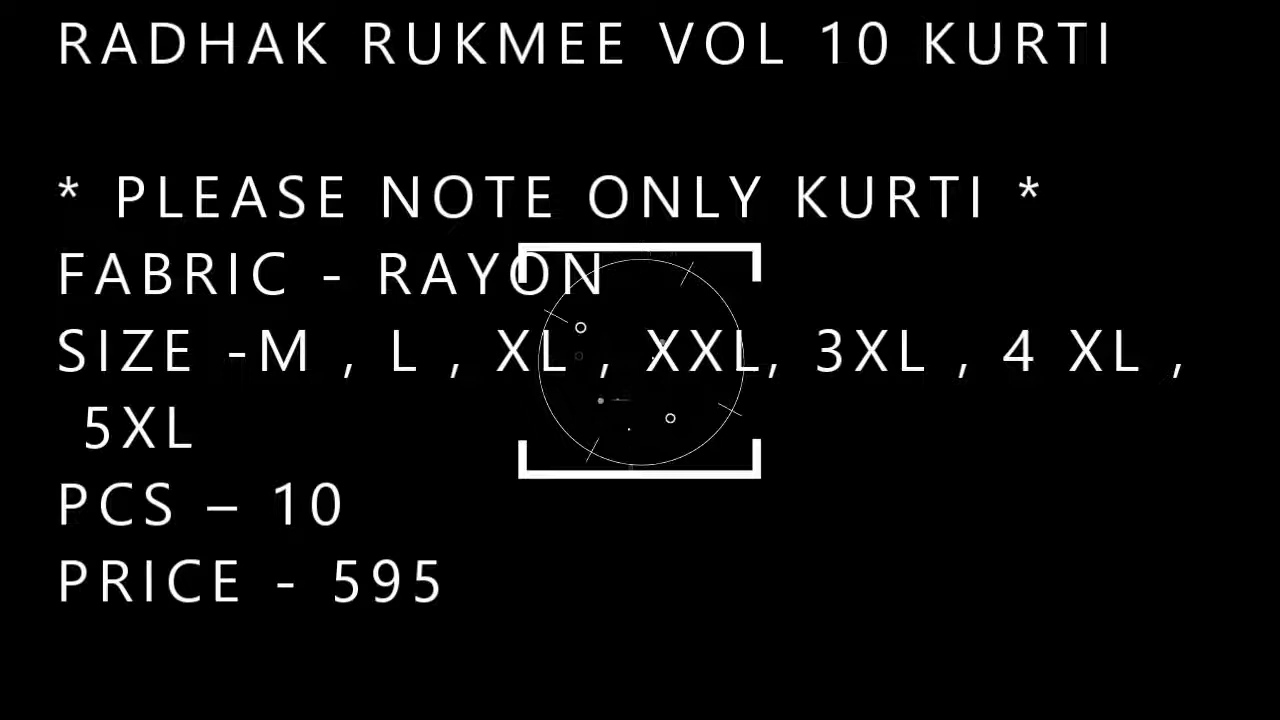 RADHAK RUKMEE VOL 10 KURTI
* PLEASE NOTE ONLY KURTI *
FABRIC - RAYON
SIZE -M , L , XL , XXL, 3XL , 4 XL ,
5XL
PCS – 10
PRICE - 595